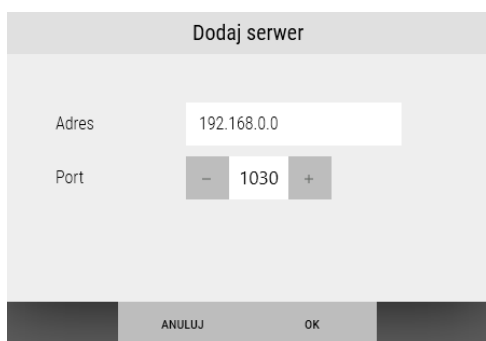 Dodaj serwer
Adres 192.168.0.0
Port − 1030 +
ANULUJ OK